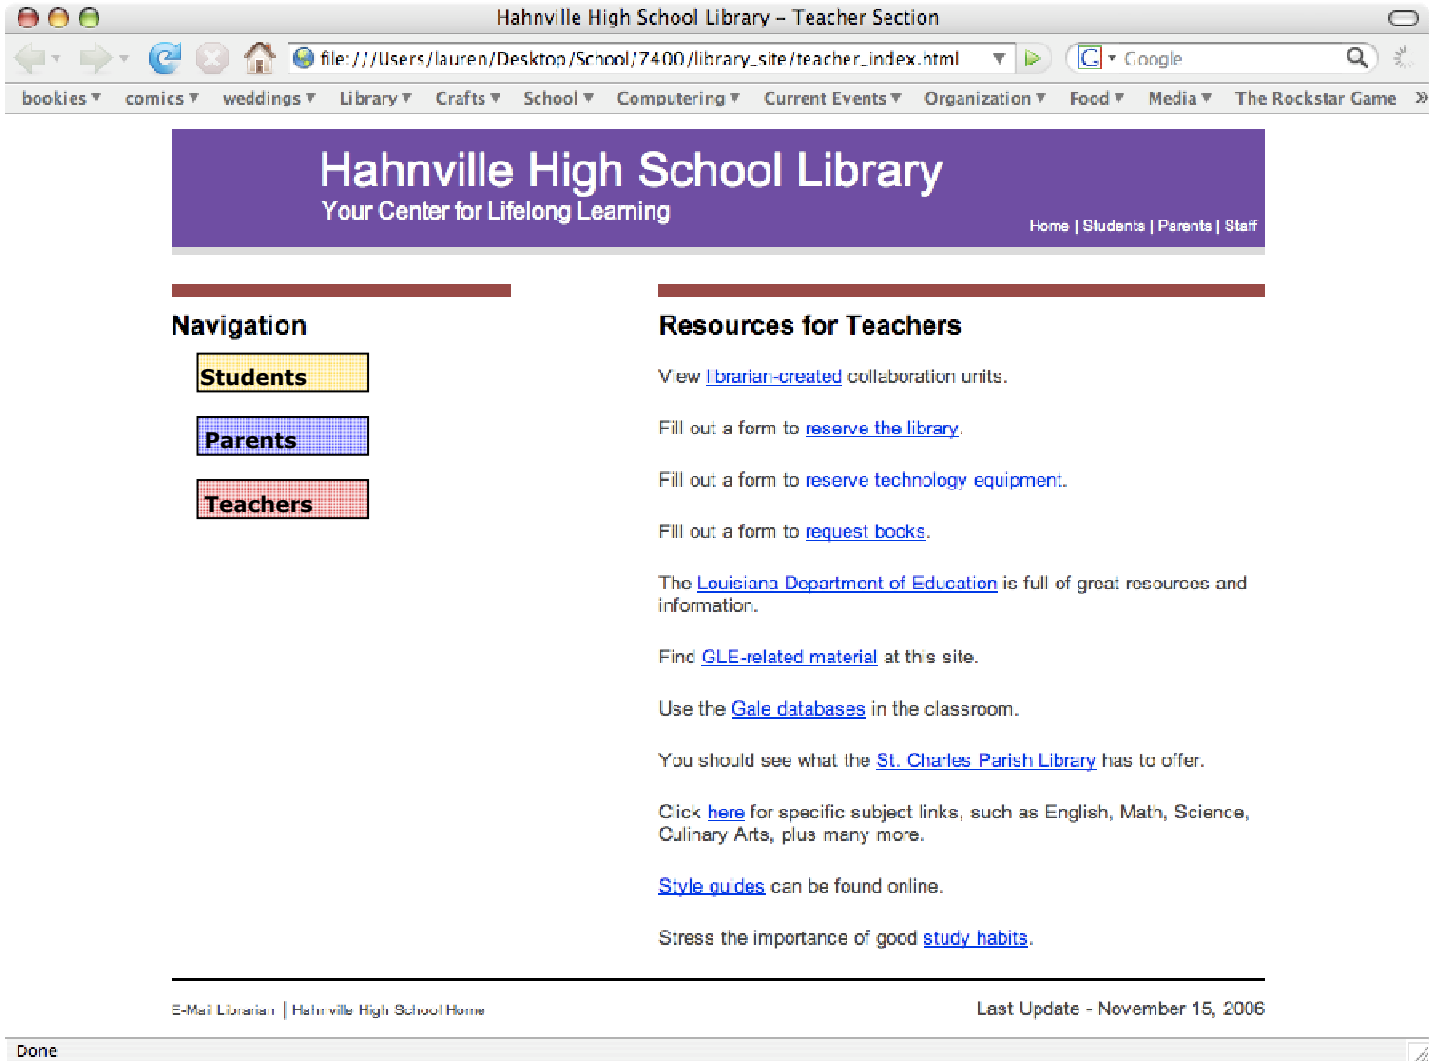 Hahnville High School Library – Teacher Section
file:///Users/lauren/Desktop/School/7400/library_site/teacher_index.html
Google
bookies comics weddings Library Crafts School Computering Current Events Organization Food Media The Rockstar Game »
Hahnville High School Library
Your Center for Lifelong Learning
Home | Students | Parents | Staff
Navigation
Students
Parents
Teachers
Resources for Teachers
View librarian-created collaboration units.
Fill out a form to reserve the library.
Fill out a form to reserve technology equipment.
Fill out a form to request books.
The Louisiana Department of Education is full of great resources and
information.
Find GLE-related material at this site.
Use the Gale databases in the classroom.
You should see what the St. Charles Parish Library has to offer.
Click here for specific subject links, such as English, Math, Science,
Culinary Arts, plus many more.
Style guides can be found online.
Stress the importance of good study habits.
E-Mail Librarian | Hahnville High School Home
Last Update - November 15, 2006
Done